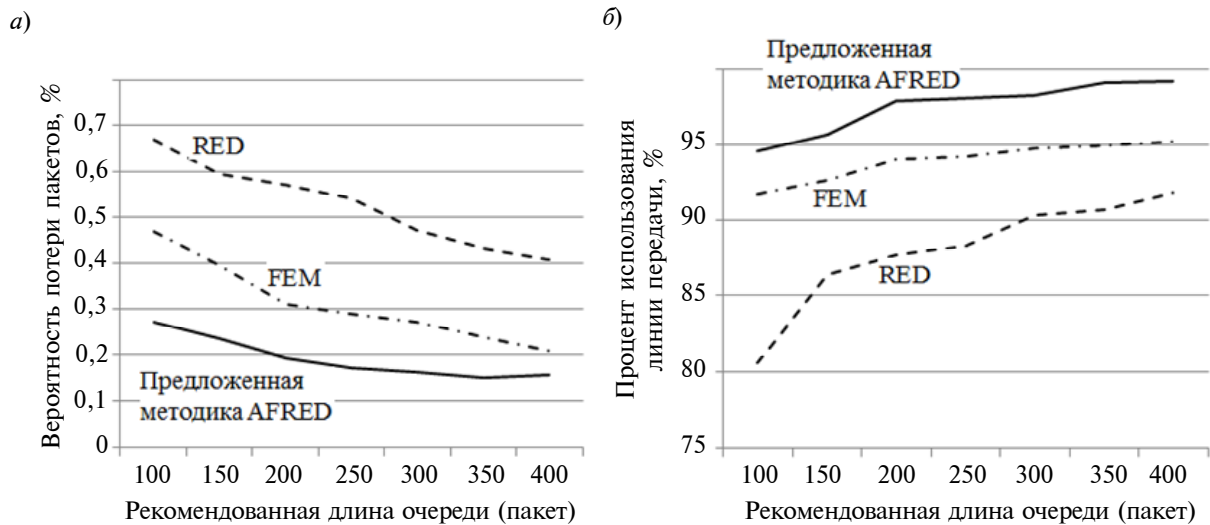 а)
Вероятность потери пакетов, %
0,7
0,6
0,5
0,4
0,3
0,2
0,1
0
RED
FEM
Предложенная
методика AFRED
100 150 200 250 300 350 400
Рекомендованная длина очереди (пакет)
б)
Процент использования
линии передачи, %
Предложенная
методика AFRED
95
90
85
80
75
FEM
RED
100 150 200 250 300 350 400
Рекомендованная длина очереди (пакет)